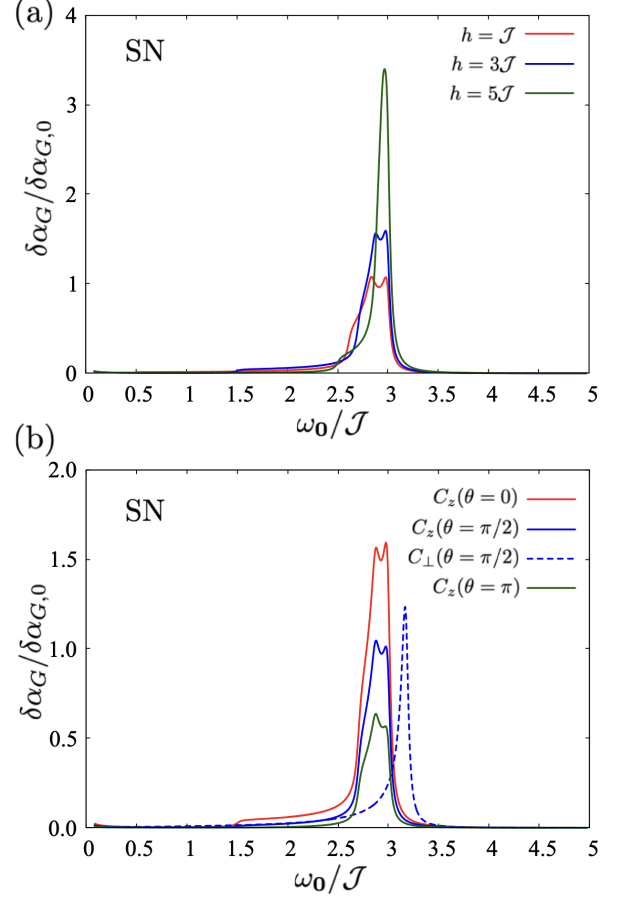 (a)
SN
h = 𝒥
h = 3𝒥
h = 5𝒥
δα_G/δα_{G,0}
4
3
2
1
0
0 0.5 1 1.5 2 2.5 3 3.5 4 4.5 5
ω_0/𝒥
(b)
SN
C_z(θ = 0)
C_z(θ = π/2)
C_⊥(θ = π/2)
C_z(θ = π)
δα_G/δα_{G,0}
2.0
1.5
1.0
0.5
0.0
0 0.5 1 1.5 2 2.5 3 3.5 4 4.5 5
ω_0/𝒥